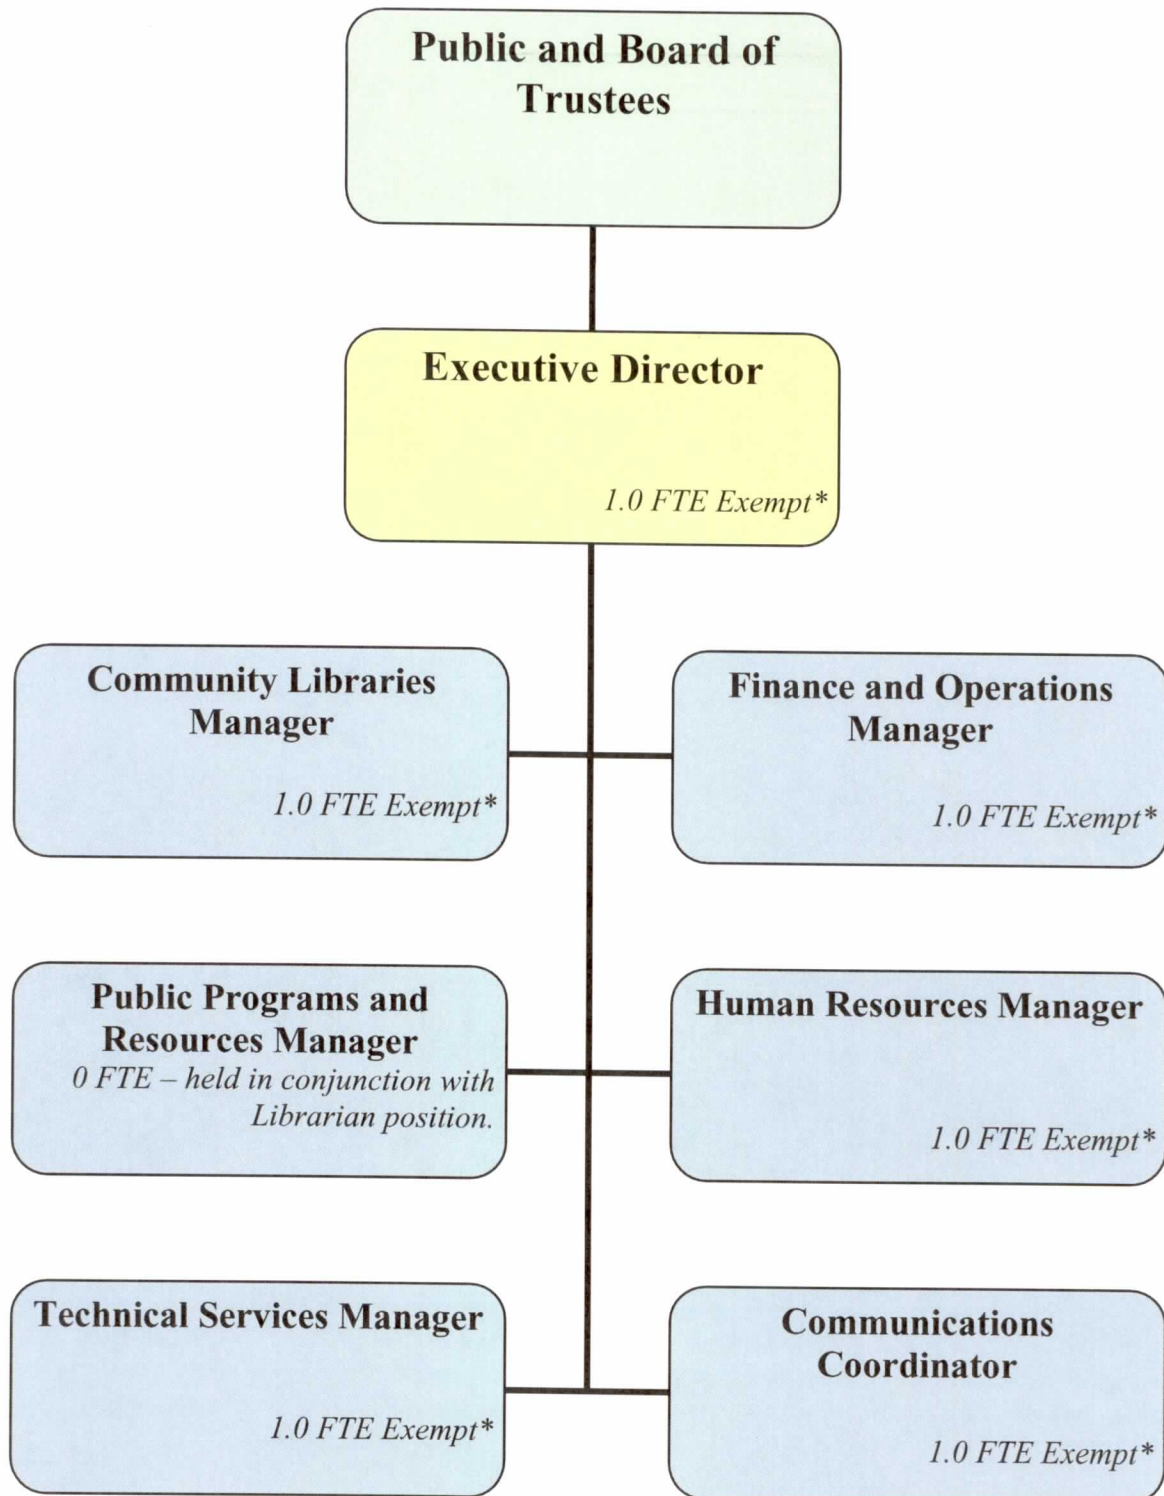 Public and Board of
Trustees
Executive Director
1.0 FTE Exempt*
Community Libraries
Manager
1.0 FTE Exempt*
Finance and Operations
Manager
1.0 FTE Exempt*
Public Programs and
Resources Manager
0 FTE – held in conjunction with
Librarian position.
Human Resources Manager
1.0 FTE Exempt*
Technical Services Manager
1.0 FTE Exempt*
Communications
Coordinator
1.0 FTE Exempt*